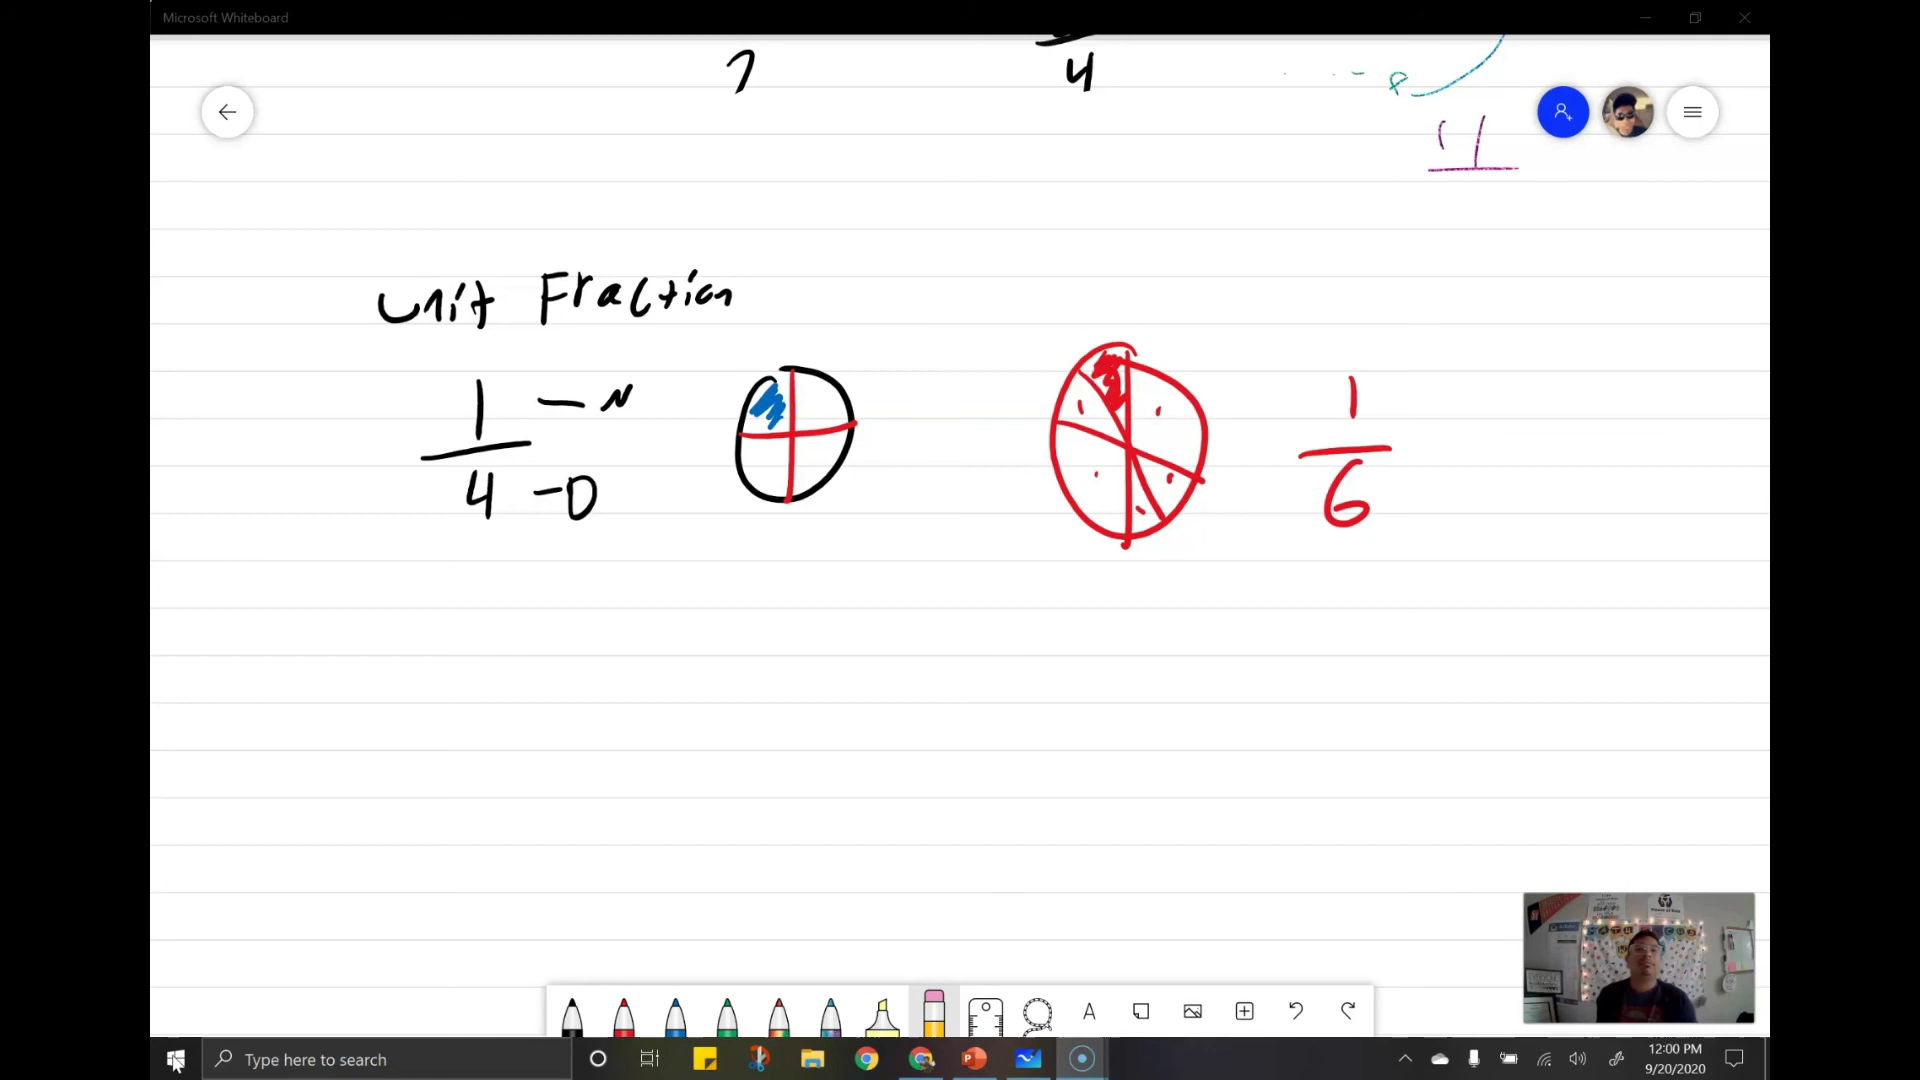 Microsoft Whiteboard
4
8
Unit Fraction
1 - N
4 - D
1
6
A
Type here to search
12:00 PM
9/20/2020